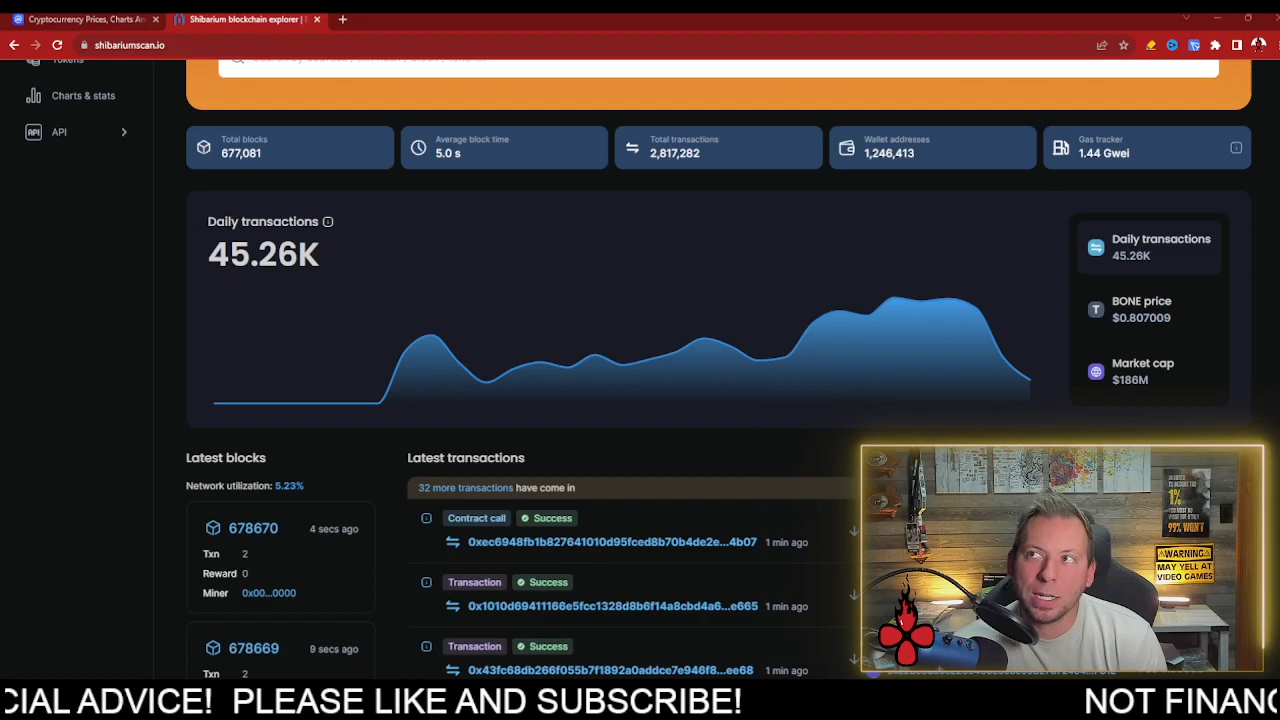 Cryptocurrency Prices, Charts An
Shibarium blockchain explorer |
shibariumscan.io
Tokens
Charts & stats
API
API
Total blocks
677,081
Average block time
5.0 s
Total transactions
2,817,282
Wallet addresses
1,246,413
Gas tracker
1.44 Gwei
Daily transactions
45.26K
Daily transactions
45.26K
BONE price
$0.807009
Market cap
$186M
Latest blocks
Network utilization: 5.23%
678670 4 secs ago
Txn 2
Reward 0
Miner 0x00...0000
678669 9 secs ago
Txn 2
Latest transactions
32 more transactions have come in
Contract call Success
0xec6948fb1b827641010d95fced8b70b4de2e...4b07 1 min ago
Transaction Success
0x1010d69411166e5fcc1328d8b6f14a8cbd4a6...e665 1 min ago
Transaction Success
0x43fc68db266f055b7f1892a0addce7e946f8...ee68 1 min ago
1%
99% WON'T
WARNING
MAY YELL AT
VIDEO GAMES
CIAL ADVICE! PLEASE LIKE AND SUBSCRIBE! NOT FINANC